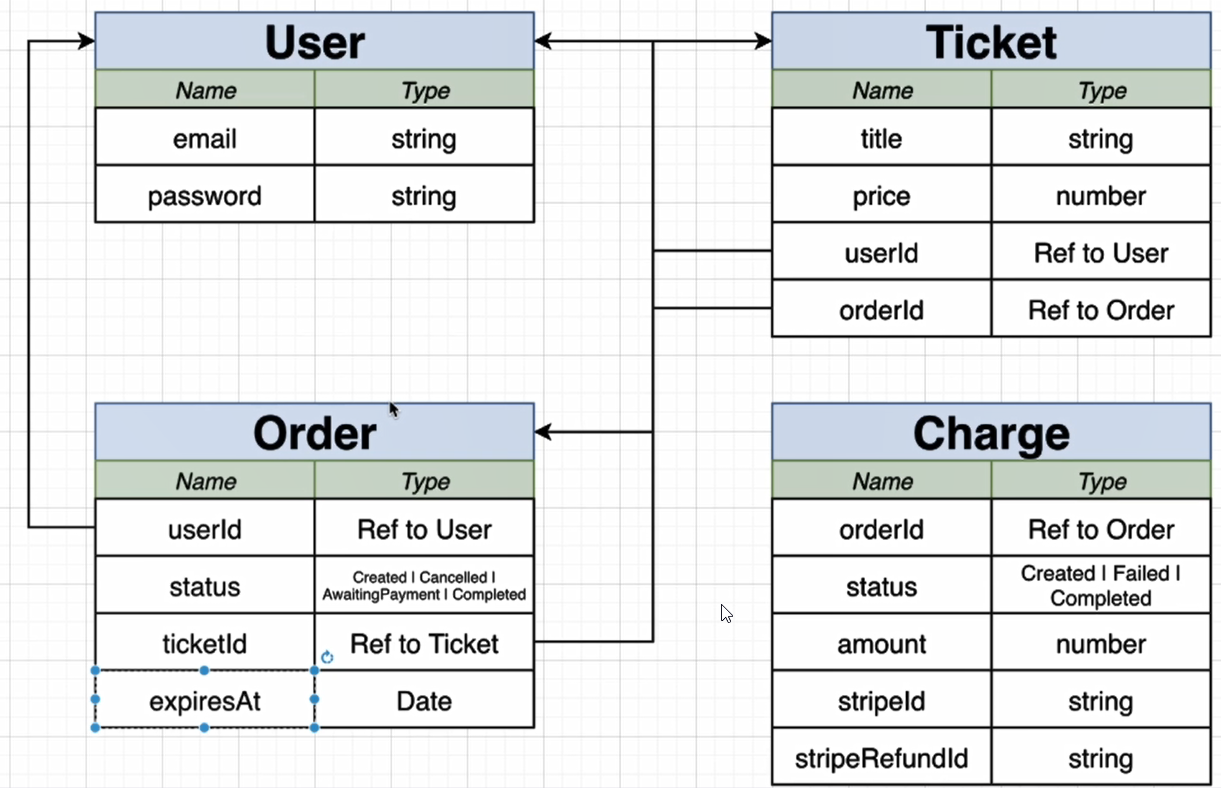 User
Name Type
email string
password string
Ticket
Name Type
title string
price number
userId Ref to User
orderId Ref to Order
Order
Name Type
userId Ref to User
status Created | Cancelled |
AwaitingPayment | Completed
ticketId Ref to Ticket
expiresAt Date
Charge
Name Type
orderId Ref to Order
status Created | Failed |
Completed
amount number
stripeId string
stripeRefundId string